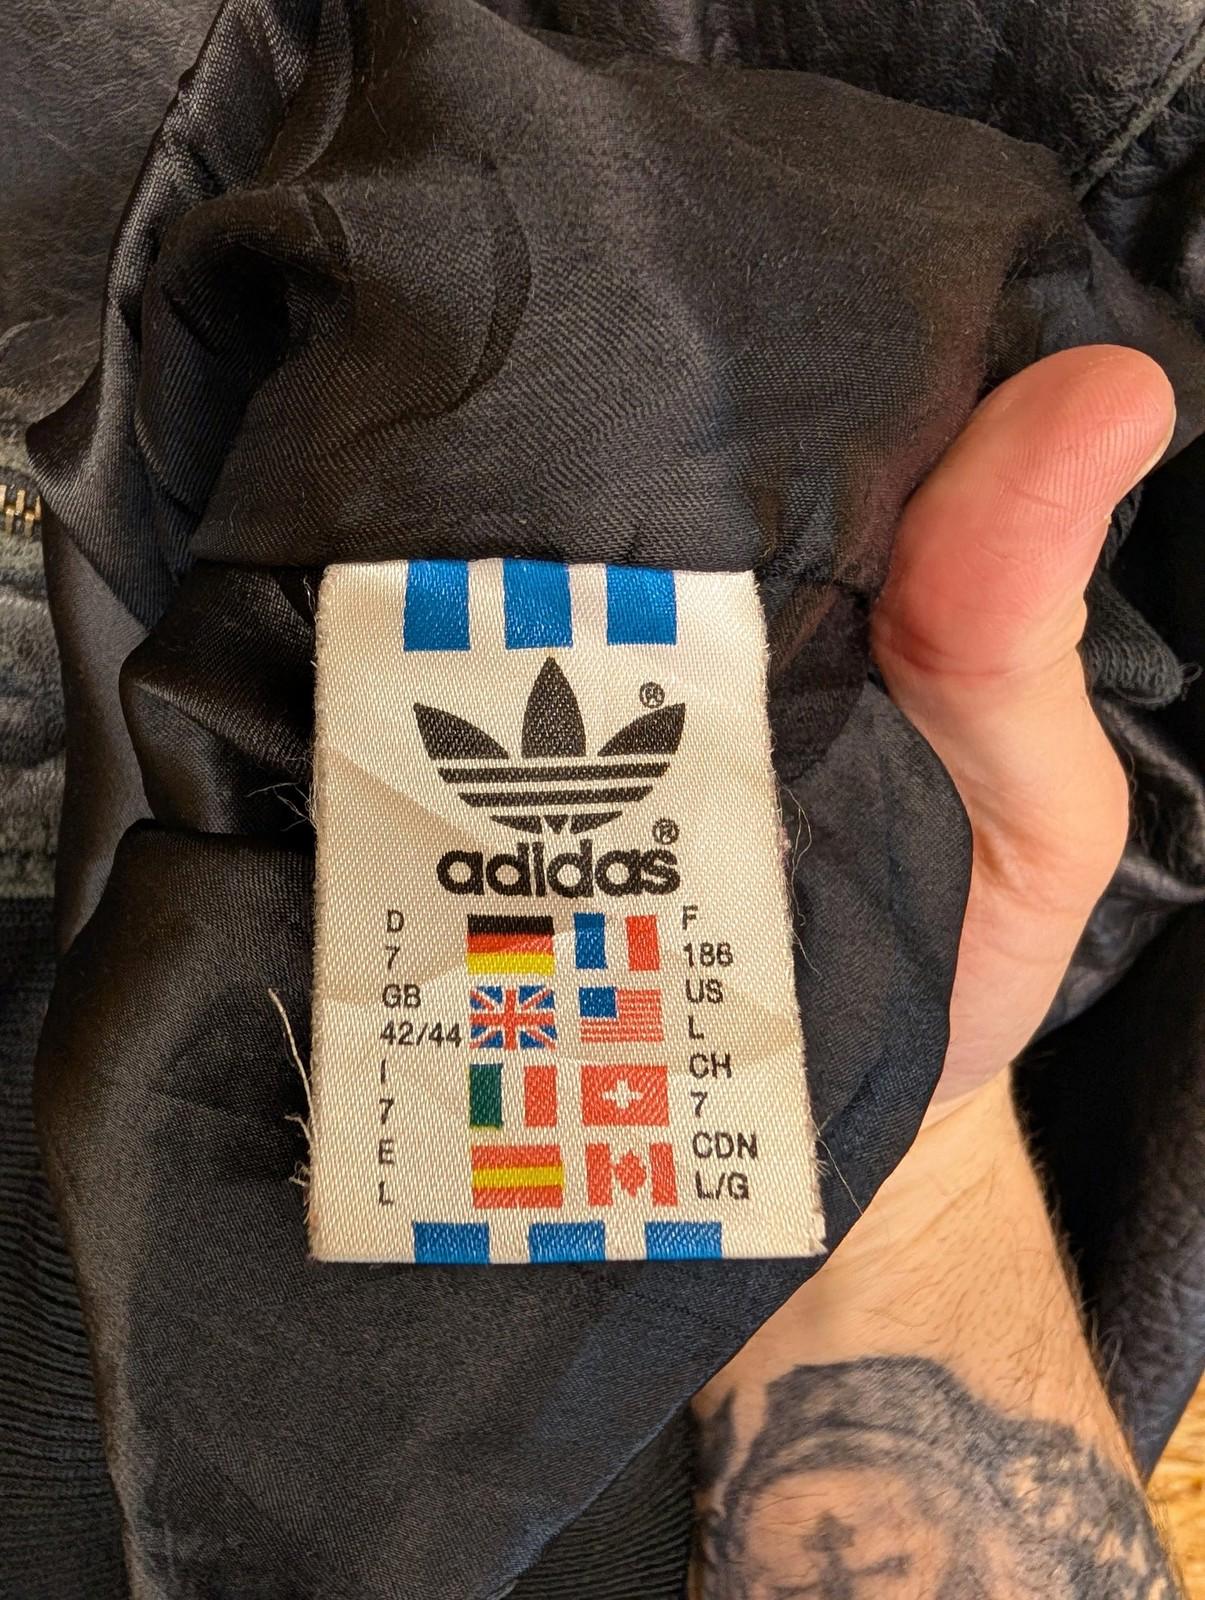 ®
adidas®
D F
7 186
GB US
42/44 L
I CH
7 7
E CDN
L L/G